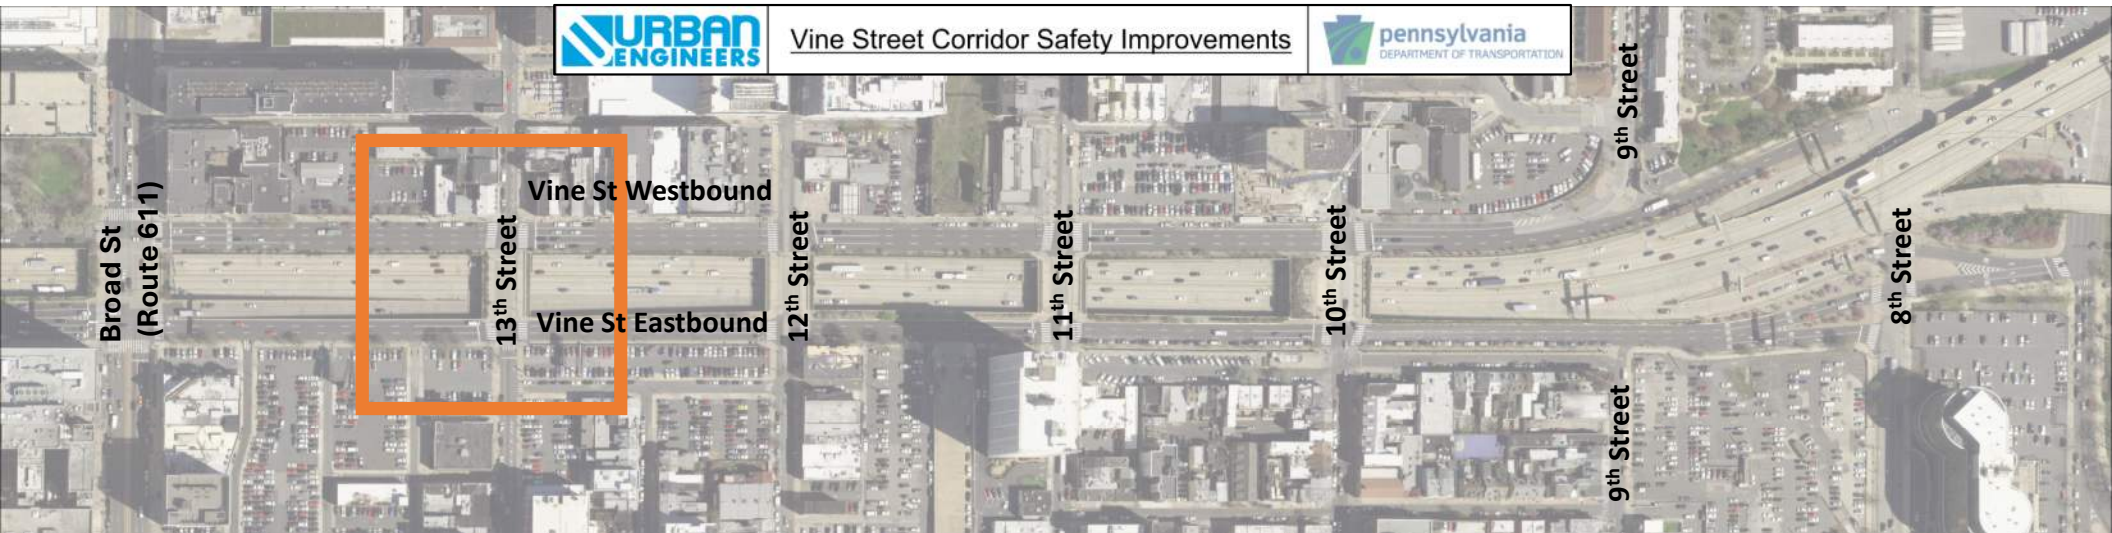 URBAN
ENGINEERS
Vine Street Corridor Safety Improvements
pennsylvania
DEPARTMENT OF TRANSPORTATION
9th Street
Vine St Westbound
Broad St
(Route 611)
13th Street
12th Street
11th Street
10th Street
8th Street
Vine St Eastbound
9th Street